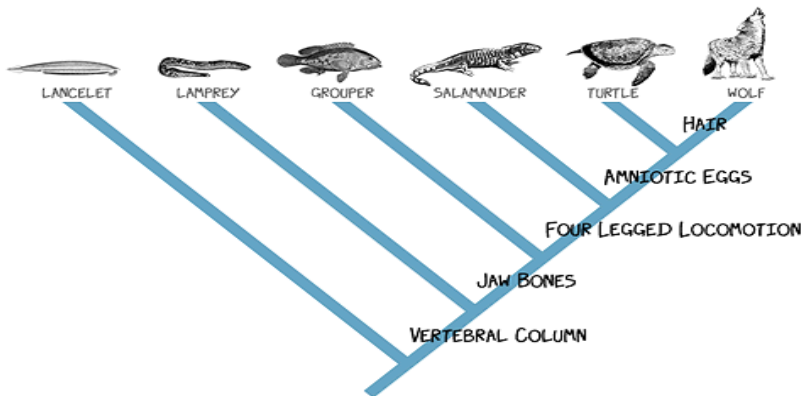 LANCELET LAMPREY GROUPER SALAMANDER TURTLE WOLF
HAIR
AMNIOTIC EGGS
FOUR LEGGED LOCOMOTION
JAW BONES
VERTEBRAL COLUMN